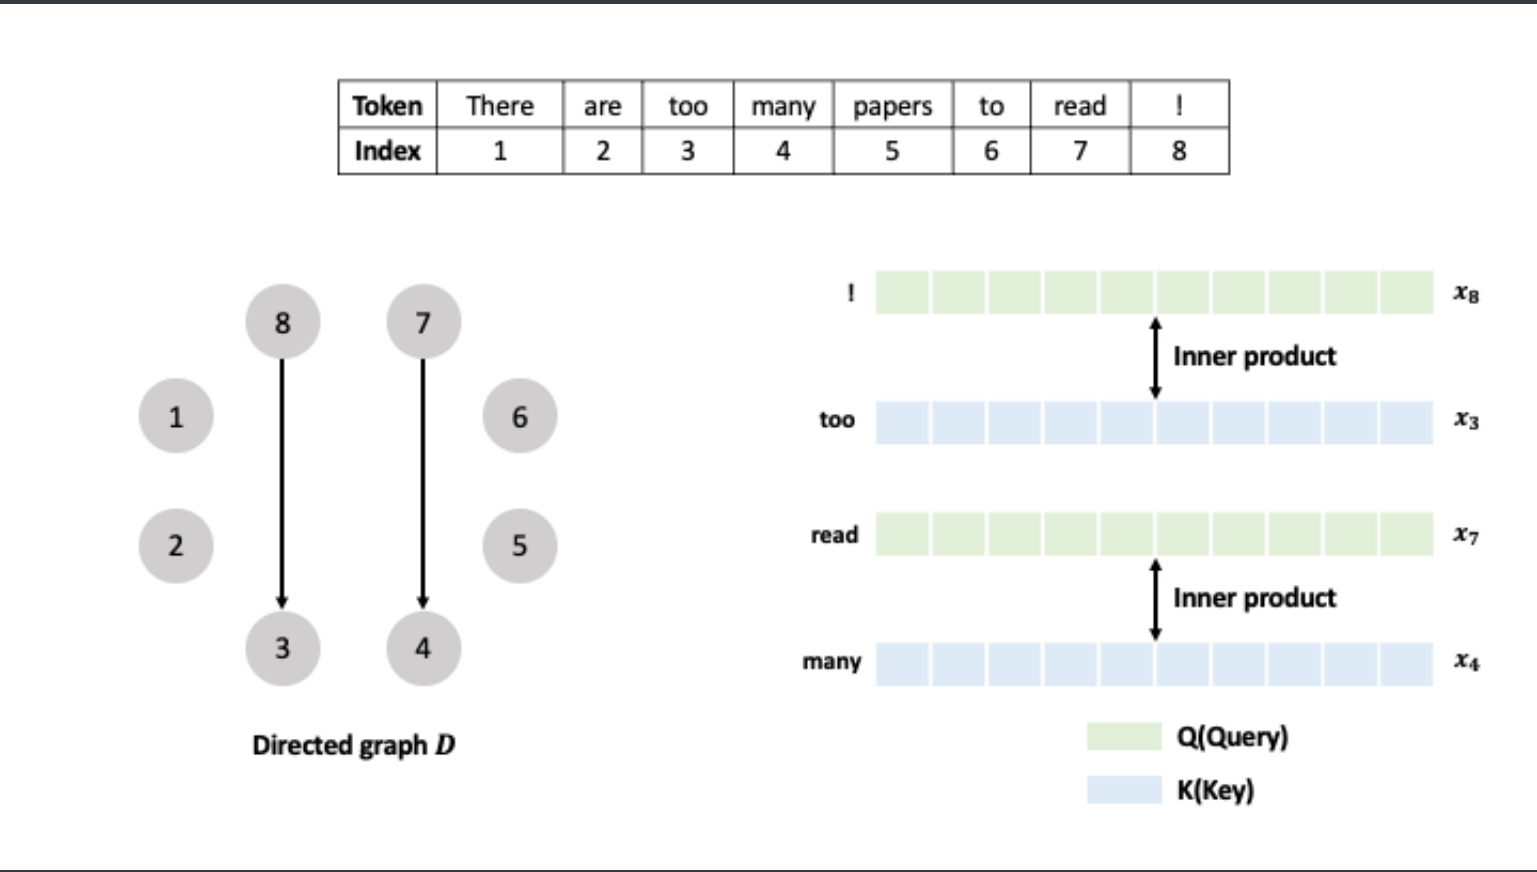 Token There are too many papers to read !
Index 1 2 3 4 5 6 7 8
8 7
1 6
2 5
3 4
Directed graph D
! x₈
Inner product
too x₃
read x₇
Inner product
many x₄
Q(Query)
K(Key)